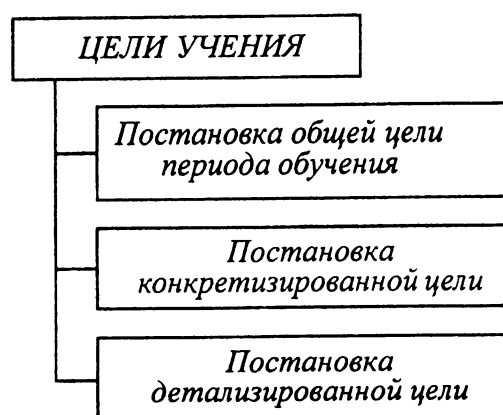 ЦЕЛИ УЧЕНИЯ
Постановка общей цели
периода обучения
Постановка
конкретизированной цели
Постановка
детализированной цели